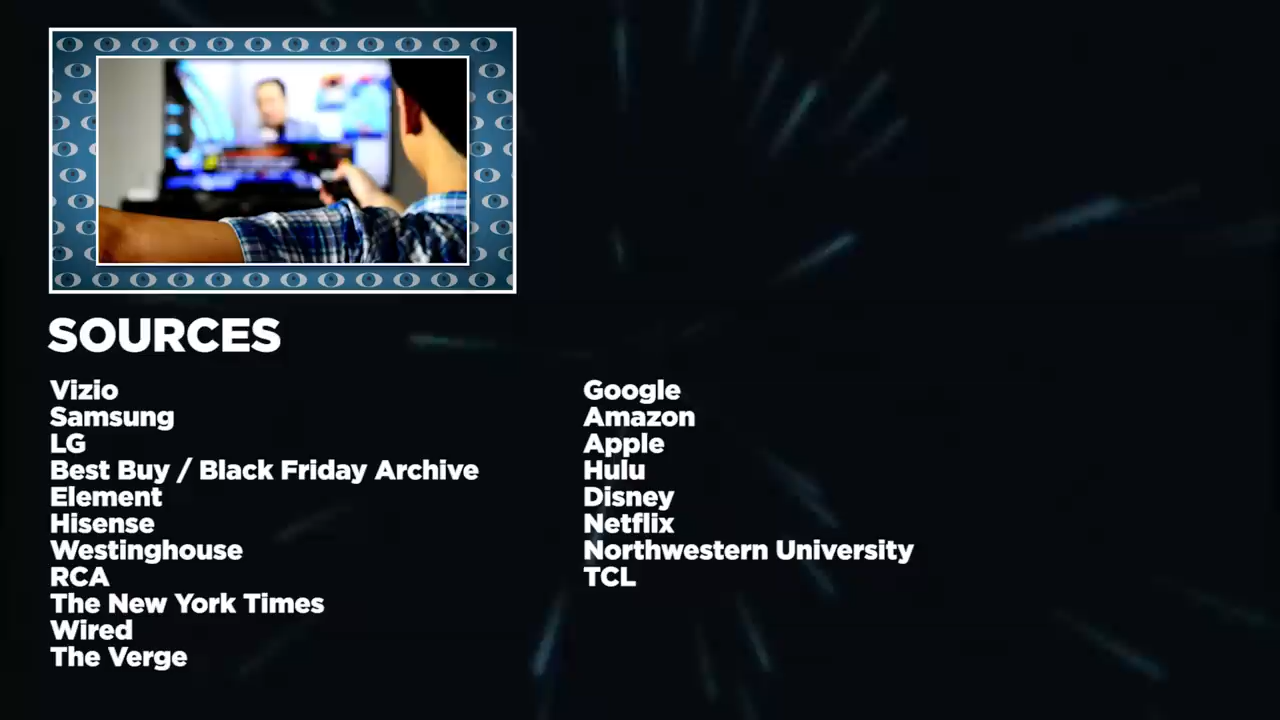 SOURCES
Vizio
Samsung
LG
Best Buy / Black Friday Archive
Element
Hisense
Westinghouse
RCA
The New York Times
Wired
The Verge
Google
Amazon
Apple
Hulu
Disney
Netflix
Northwestern University
TCL